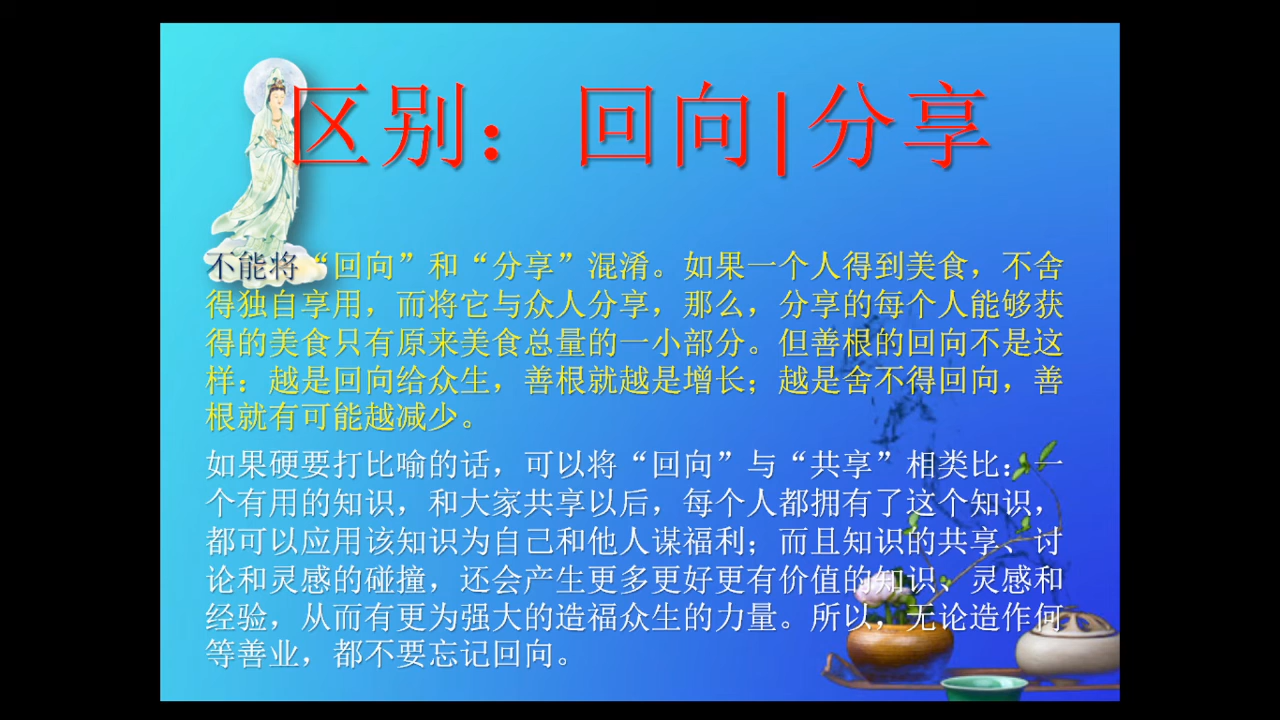 区别：回向|分享
不能将“回向”和“分享”混淆。如果一个人得到美食，不舍
得独自享用，而将它与众人分享，那么，分享的每个人能够获
得的美食只有原来美食总量的一小部分。但善根的回向不是这
样：越是回向给众生，善根就越是增长；越是舍不得回向，善
根就有可能越减少。
如果硬要打比喻的话，可以将“回向”与“共享”相类比：一
个有用的知识，和大家共享以后，每个人都拥有了这个知识，
都可以应用该知识为自己和他人谋福利；而且知识的共享、讨
论和灵感的碰撞，还会产生更多更好更有价值的知识、灵感和
经验，从而有更为强大的造福众生的力量。所以，无论造作何
等善业，都不要忘记回向。